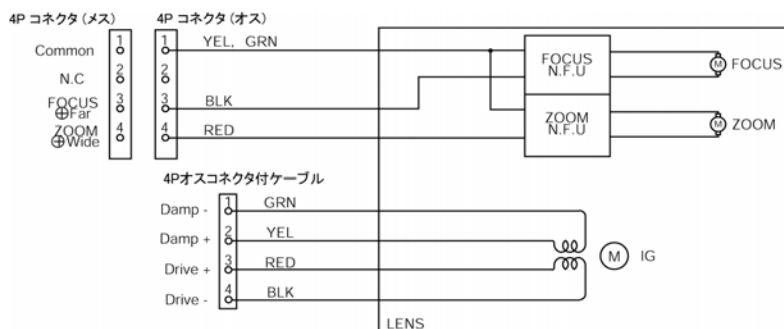 4P コネクタ (メス)
4P コネクタ (オス)
Common
1
1
YEL, GRN
N.C
2
2
FOCUS
⊕Far
3
3
BLK
ZOOM
⊕Wide
4
4
RED
FOCUS
N.F.U
ZOOM
N.F.U
M
FOCUS
M
ZOOM
4Pオスコネクタ付ケーブル
Damp -
1
GRN
Damp +
2
YEL
Drive +
3
RED
Drive -
4
BLK
M
IG
LENS